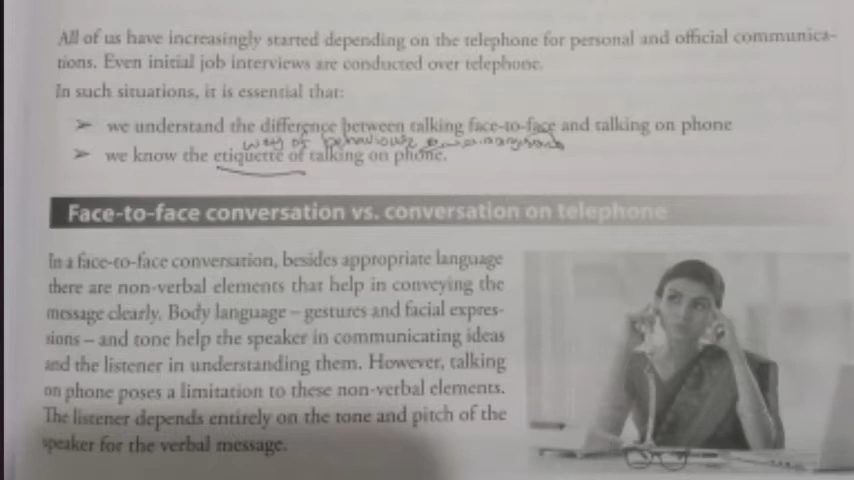 All of us have increasingly started depending on the telephone for personal and official communica-
tions. Even initial job interviews are conducted over telephone.
In such situations, it is essential that:
➤ we understand the difference between talking face-to-face and talking on phone
way of behaviour
➤ we know the etiquette of talking on phone.
Face-to-face conversation vs. conversation on telephone
In a face-to-face conversation, besides appropriate language
there are non-verbal elements that help in conveying the
message clearly. Body language – gestures and facial expres-
sions – and tone help the speaker in communicating ideas
and the listener in understanding them. However, talking
on phone poses a limitation to these non-verbal elements.
The listener depends entirely on the tone and pitch of the
speaker for the verbal message.